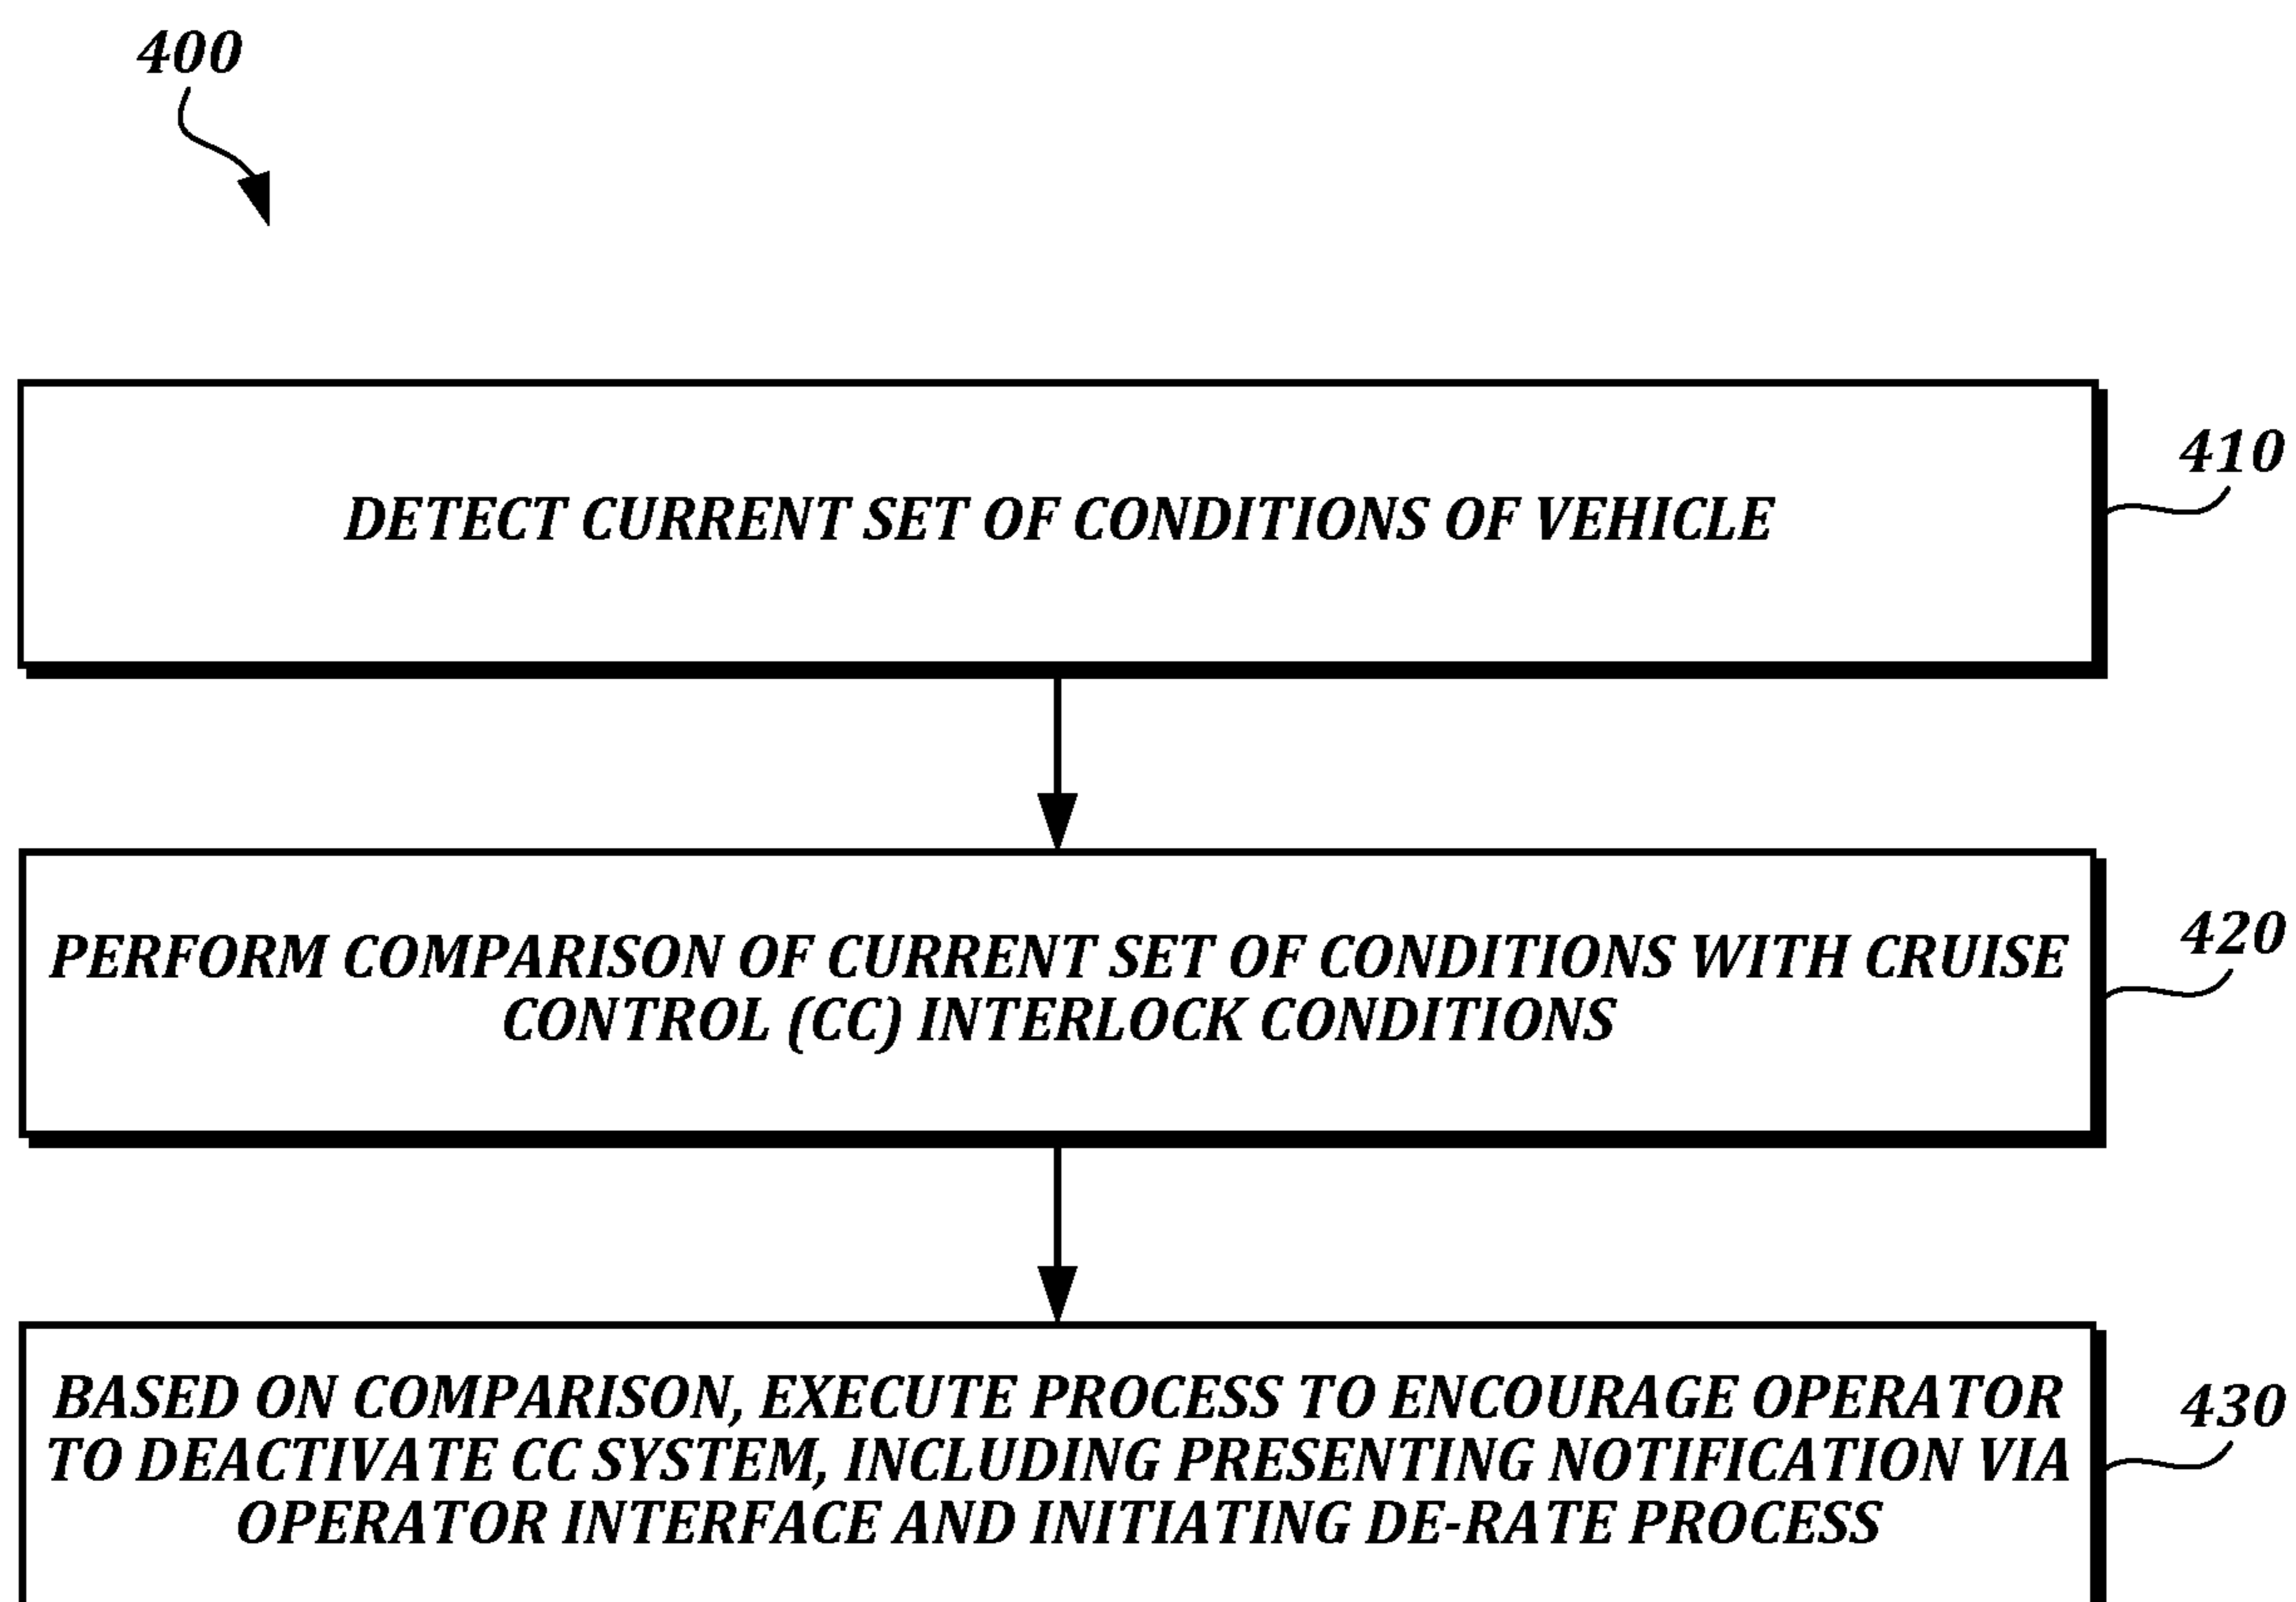 400
DETECT CURRENT SET OF CONDITIONS OF VEHICLE
410
PERFORM COMPARISON OF CURRENT SET OF CONDITIONS WITH CRUISE
CONTROL (CC) INTERLOCK CONDITIONS
420
BASED ON COMPARISON, EXECUTE PROCESS TO ENCOURAGE OPERATOR
TO DEACTIVATE CC SYSTEM, INCLUDING PRESENTING NOTIFICATION VIA
OPERATOR INTERFACE AND INITIATING DE-RATE PROCESS
430